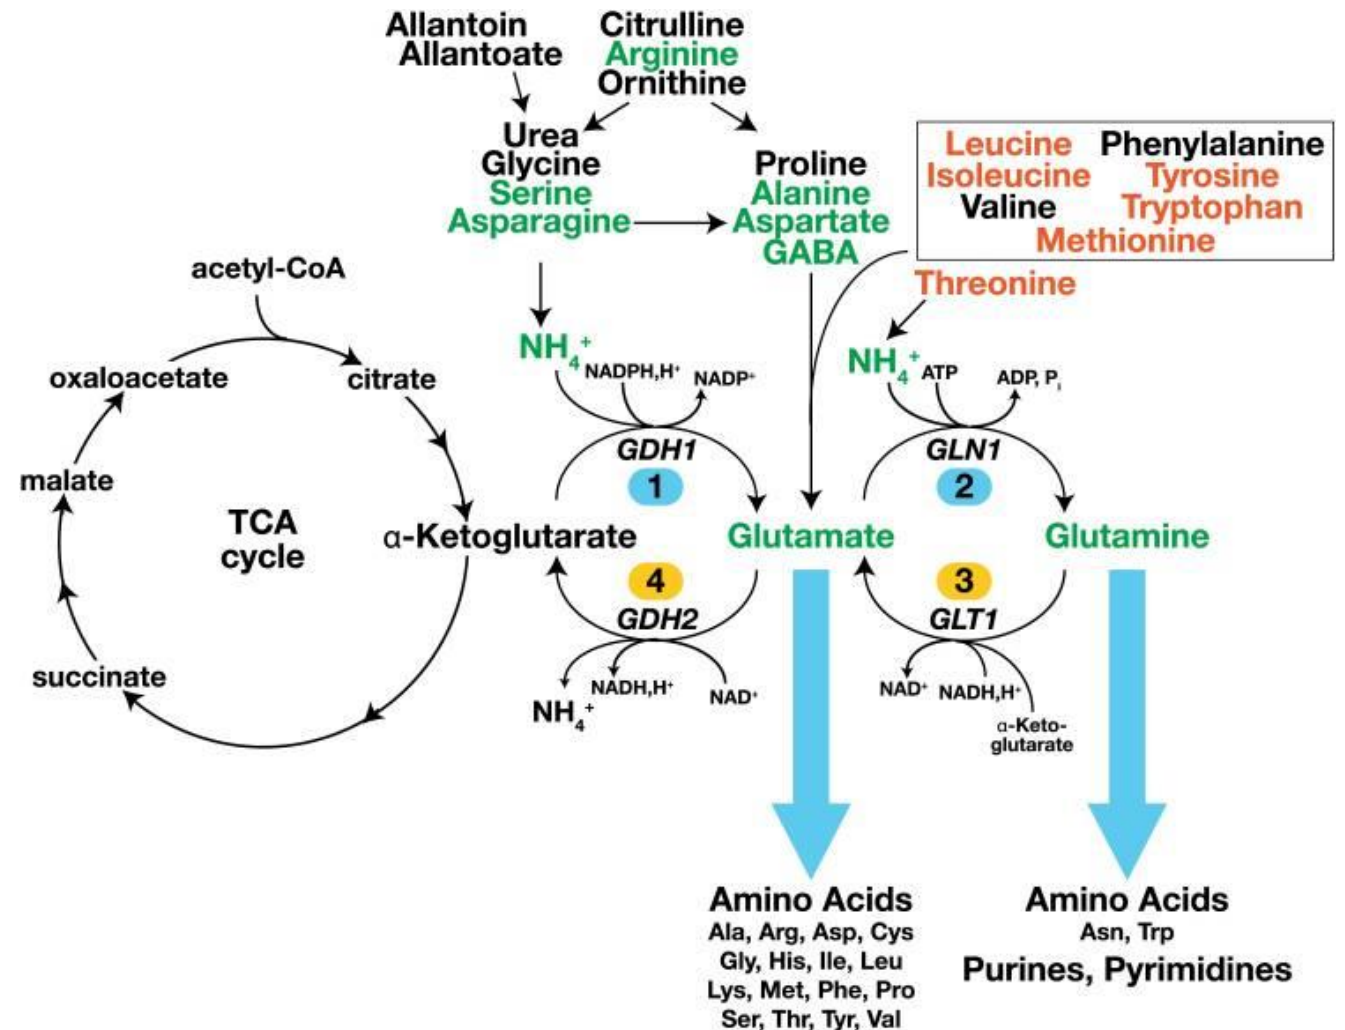 Allantoin
Allantoate
Citrulline
Arginine
Ornithine
Urea
Glycine
Serine
Asparagine
Proline
Alanine
Aspartate
GABA
Leucine Phenylalanine
Isoleucine Tyrosine
Valine Tryptophan
Methionine
Threonine
acetyl-CoA
oxaloacetate
citrate
malate
TCA
cycle
succinate
α-Ketoglutarate
NH₄⁺
NADPH,H⁺
NADP⁺
GDH1
1
4
GDH2
NH₄⁺
NADH,H⁺
NAD⁺
Glutamate
NH₄⁺
ATP
ADP, Pᵢ
GLN1
2
3
GLT1
NAD⁺
NADH,H⁺
α-Keto-
glutarate
Glutamine
Amino Acids
Ala, Arg, Asp, Cys
Gly, His, Ile, Leu
Lys, Met, Phe, Pro
Ser, Thr, Tyr, Val
Amino Acids
Asn, Trp
Purines, Pyrimidines